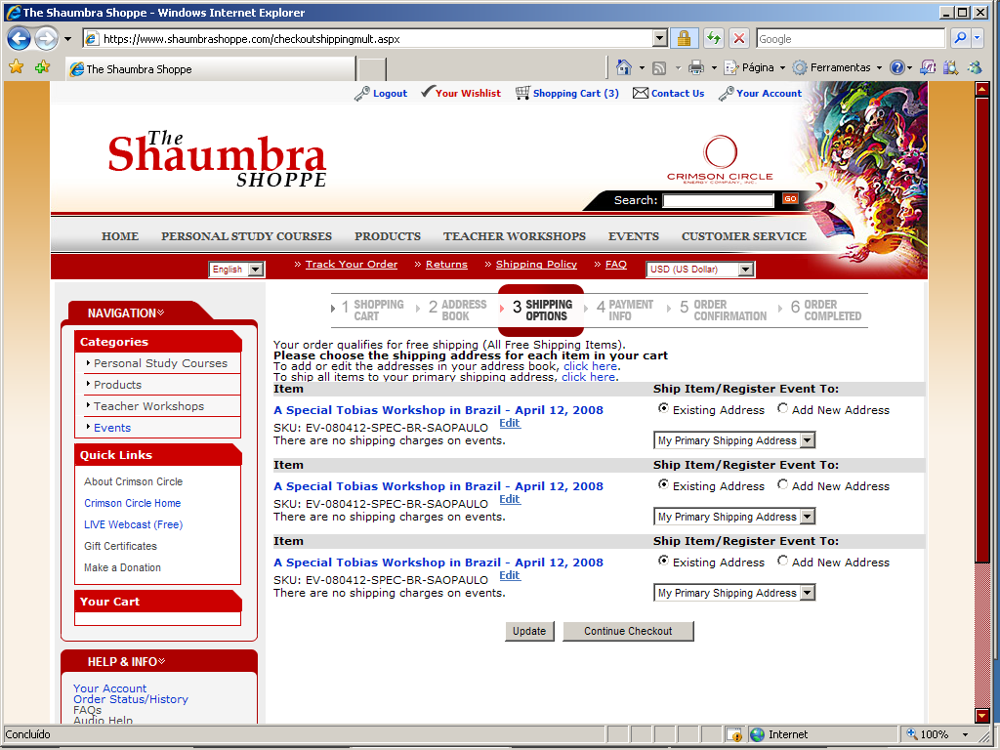 The Shaumbra Shoppe - Windows Internet Explorer
https://www.shaumbrashoppe.com/checkoutshippingmult.aspx
Google
The Shaumbra Shoppe
Página
Ferramentas
Logout
Your Wishlist
Shopping Cart (3)
Contact Us
Your Account
The
Shaumbra
SHOPPE
CRIMSON CIRCLE
ENERGY COMPANY, INC.
Search:
GO
HOME
PERSONAL STUDY COURSES
PRODUCTS
TEACHER WORKSHOPS
EVENTS
CUSTOMER SERVICE
English
» Track Your Order
» Returns
» Shipping Policy
» FAQ
USD (US Dollar)
NAVIGATION
Categories
Personal Study Courses
Products
Teacher Workshops
Events
Quick Links
About Crimson Circle
Crimson Circle Home
LIVE Webcast (Free)
Gift Certificates
Make a Donation
Your Cart
HELP & INFO
Your Account
Order Status/History
FAQs
Audio Help
1 SHOPPING CART
2 ADDRESS BOOK
3 SHIPPING OPTIONS
4 PAYMENT INFO
5 ORDER CONFIRMATION
6 ORDER COMPLETED
Your order qualifies for free shipping (All Free Shipping Items).
Please choose the shipping address for each item in your cart
To add or edit the addresses in your address book, click here.
To ship all items to your primary shipping address, click here.
Item Ship Item/Register Event To:
A Special Tobias Workshop in Brazil - April 12, 2008 Existing Address Add New Address
SKU: EV-080412-SPEC-BR-SAOPAULO Edit
There are no shipping charges on events. My Primary Shipping Address
Item Ship Item/Register Event To:
A Special Tobias Workshop in Brazil - April 12, 2008 Existing Address Add New Address
SKU: EV-080412-SPEC-BR-SAOPAULO Edit
There are no shipping charges on events. My Primary Shipping Address
Item Ship Item/Register Event To:
A Special Tobias Workshop in Brazil - April 12, 2008 Existing Address Add New Address
SKU: EV-080412-SPEC-BR-SAOPAULO Edit
There are no shipping charges on events. My Primary Shipping Address
Update Continue Checkout
Concluído
Internet
100%